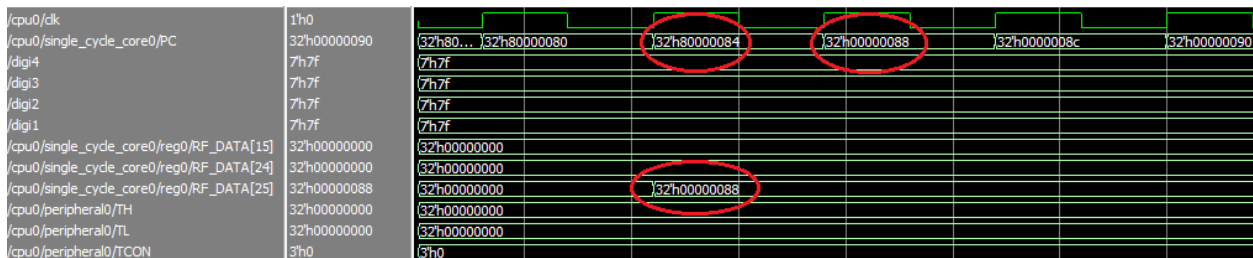 /cpu0/clk 1'h0
/cpu0/single_cycle_core0/PC 32'h00000090 32'h80... 32'h80000080 32'h80000084 32'h00000088 32'h0000008c 32'h00000090
/digi4 7'h7f 7'h7f
/digi3 7'h7f 7'h7f
/digi2 7'h7f 7'h7f
/digi1 7'h7f 7'h7f
/cpu0/single_cycle_core0/reg0/RF_DATA[15] 32'h00000000 32'h00000000
/cpu0/single_cycle_core0/reg0/RF_DATA[24] 32'h00000000 32'h00000000
/cpu0/single_cycle_core0/reg0/RF_DATA[25] 32'h00000088 32'h00000000 32'h00000088
/cpu0/peripheral0/TH 32'h00000000 32'h00000000
/cpu0/peripheral0/TL 32'h00000000 32'h00000000
/cpu0/peripheral0/TCON 3'h0 3'h0